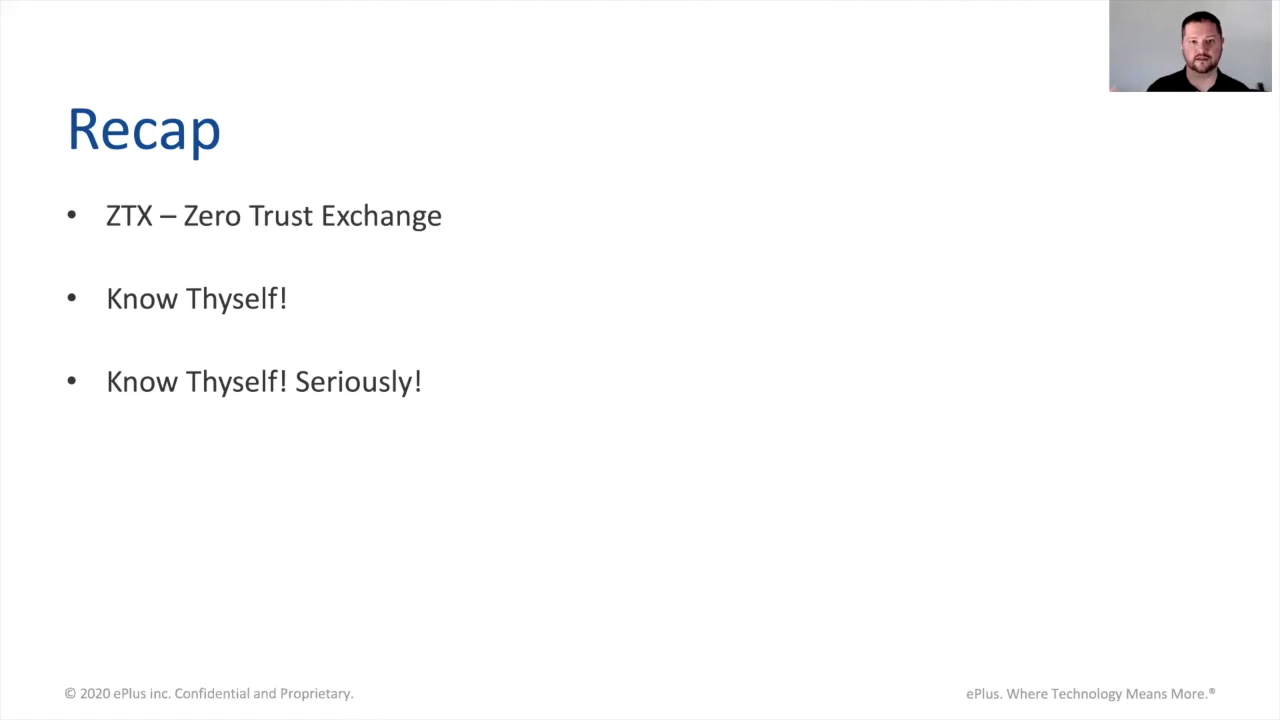 Recap
• ZTX – Zero Trust Exchange
• Know Thyself!
• Know Thyself! Seriously!
© 2020 ePlus inc. Confidential and Proprietary.
ePlus. Where Technology Means More.®